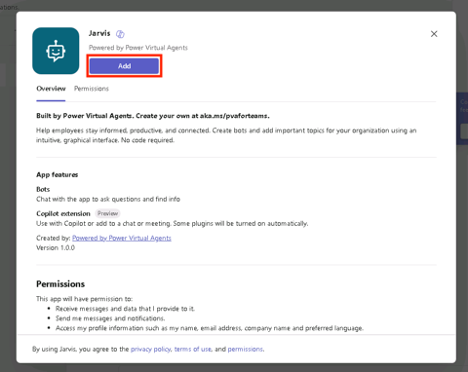 Jarvis
Powered by Power Virtual Agents
Add
Overview Permissions
Built by Power Virtual Agents. Create your own at aka.ms/pvaforteams.
Help employees stay informed, productive, and connected. Create bots and add important topics for your organization using an
intuitive, graphical interface. No code required.
App features
Bots
Chat with the app to ask questions and find info
Copilot extension Preview
Use with Copilot or add to a chat or meeting. Some plugins will be turned on automatically.
Created by: Powered by Power Virtual Agents
Version 1.0.0
Permissions
This app will have permission to:
• Receive messages and data that I provide to it.
• Send me messages and notifications.
• Access my profile information such as my name, email address, company name and preferred language.
By using Jarvis, you agree to the privacy policy, terms of use, and permissions.